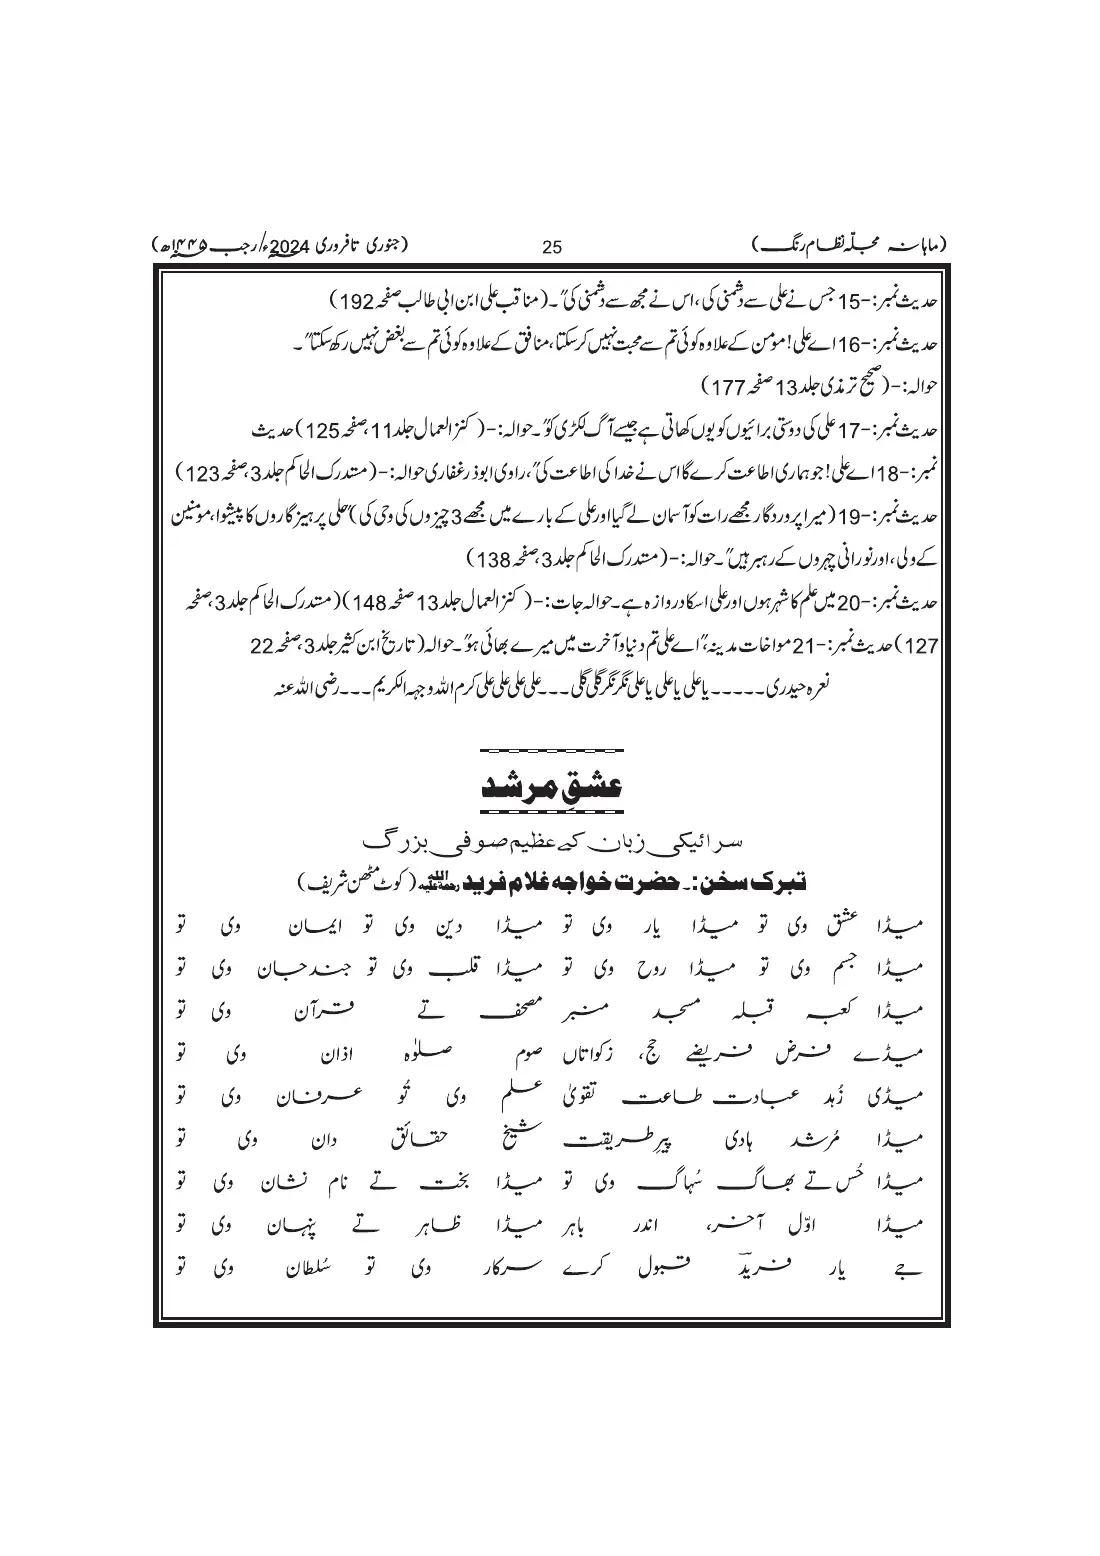 (ماہانہ مجلّہ نظام رنگ) 25 (جنوری تا فروری 2024ء/رجب ۱۴۴۵ھ)
حدیث نمبر:-15 جس نے علی سے دشمنی کی، اس نے مجھ سے دشمنی کی"۔ (مناقب علی ابن ابی طالب صفحہ 192)
حدیث نمبر:-16 اے علی! مومن کے علاوہ کوئی تم سے محبت نہیں کرسکتا، منافق کے علاوہ کوئی تم سے بغض نہیں رکھ سکتا"۔
حوالہ:-(صحیح ترمذی جلد 13 صفحہ 177)
حدیث نمبر:-17 علی کی دوستی برائیوں کو یوں کھاتی ہے جیسے آگ لکڑی کو"۔ حوالہ:-(کنز العمال جلد 11، صفحہ 125) حدیث
نمبر:-18 اے علی! جو ہماری اطاعت کرے گا اس نے خدا کی اطاعت کی"، راوی ابوذر غفاری حوالہ:-(مستدرک الحاکم جلد 3، صفحہ 123)
حدیث نمبر:-19 (میرا پروردگار مجھے رات کو آسمان لے گیا اور علی کے بارے میں مجھے 3 چیزوں کی وحی کی) "علی پرہیزگاروں کا پیشوا، مومنین
کے ولی، اور نورانی چہروں کے رہبر ہیں"۔ حوالہ:-(مستدرک الحاکم جلد 3، صفحہ 138)
حدیث نمبر:-20 میں علم کا شہر ہوں اور علی اسکا دروازہ ہے۔ حوالہ جات:-(کنز العمال جلد 13 صفحہ 148) (مستدرک الحاکم جلد 3، صفحہ
127) حدیث نمبر:-21 مواخات مدینہ، "اے علی تم دنیا و آخرت میں میرے بھائی ہو"۔ حوالہ (تاریخ ابن کثیر جلد 3، صفحہ 22
نعرہ حیدری۔۔۔۔۔یا علی یا علی یا علی نگر نگر گلی گلی۔۔۔علی علی علی علی کرم اللہ وجہہ الکریم۔۔۔رضی اللہ عنہ
عشقِ مرشد
سرائیکی زبان کے عظیم صوفی بزرگ
تبرک سخن:۔ حضرت خواجہ غلام فرید رحمۃ اللہ علیہ (کوٹ مٹھن شریف)
میڈا عشق وی تو میڈا یار وی تو میڈا دین وی تو ایمان وی تو
میڈا جسم وی تو میڈا روح وی تو میڈا قلب وی تو جند جان وی تو
میڈا کعبہ قبلہ مسجد منبر مصحف تے قرآن وی تو
میڈے فرض فریضے حج، زکواتاں صوم صلوٰہ اذان وی تو
میڈی زُہد عبادت طاعت تقویٰ علم وی تُو عرفان وی تو
میڈا مُرشد ہادی پیرِ طریقت شیخ حقائق دان وی تو
میڈا حُس تے بھاگ سُہاگ وی تو میڈا بخت تے نام نشان وی تو
میڈا اوّل آخر، اندر باہر میڈا ظاہر تے پنہان وی تو
جے یار فریدؔ قبول کرے سرکار وی تو سُلطان وی تو